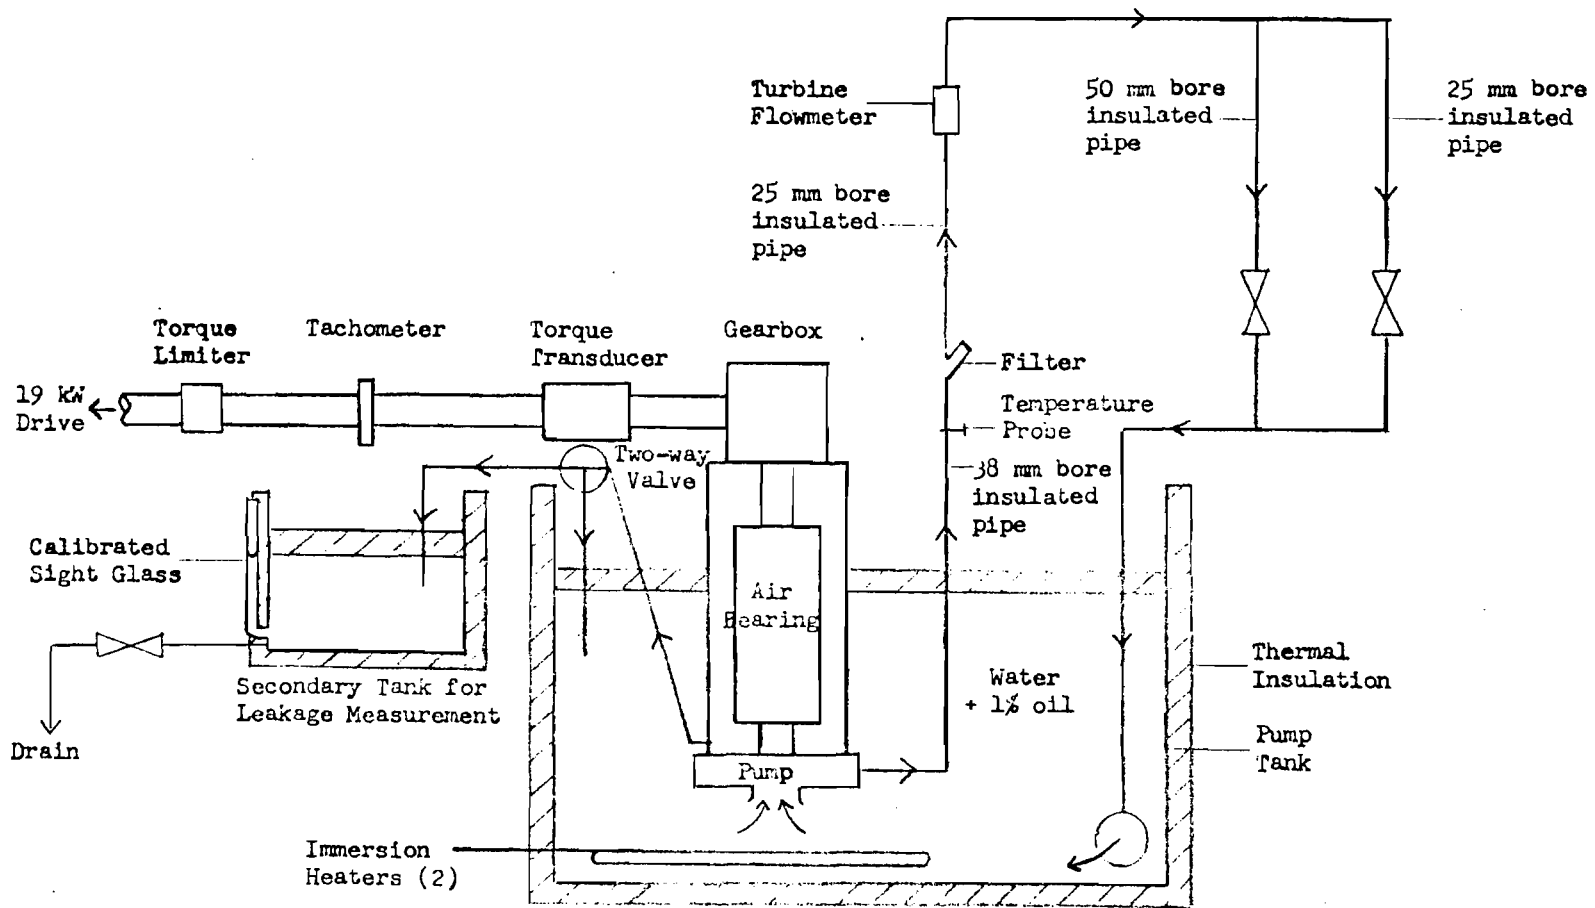 Turbine
Flowmeter
50 mm bore
insulated
pipe
25 mm bore
insulated
pipe
25 mm bore
insulated
pipe
Torque
Limiter
Tachometer
Torque
Transducer
Gearbox
Filter
19 kW
Drive
Temperature
Probe
Two-way
Valve
38 mm bore
insulated
pipe
Calibrated
Sight Glass
Air
Bearing
Water
+ 1% oil
Thermal
Insulation
Secondary Tank for
Leakage Measurement
Drain
Pump
Pump
Tank
Immersion
Heaters (2)